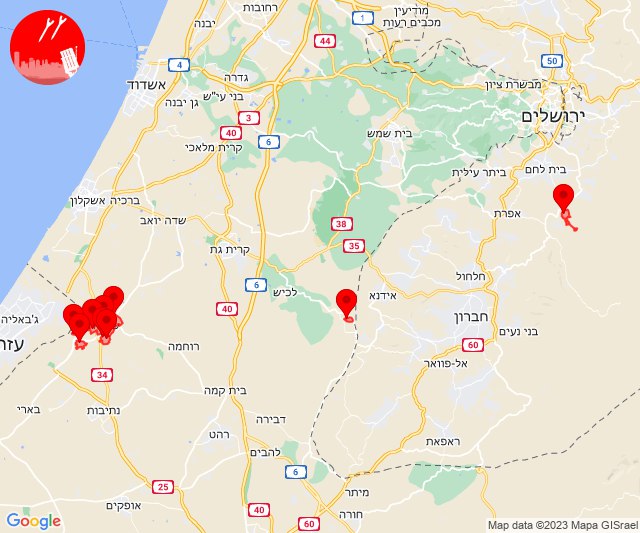 רחובות
מודיעין
מכבים רעות
1
יבנה
44
4
50
גדרה
מבשרת ציון
אשדוד
בני עי"ש
גן יבנה
3
ירושלים
40
בית שמש
6
קרית מלאכי
בית לחם
ביתר עילית
ברכיה
אשקלון
אפרת
שדה יואב
38
35
קרית גת
חלחול
6
לכיש
אידנא
ג'באליה
40
חברון
בני נעים
עזה
רוחמה
60
אל-פוואר
34
בית קמה
בארי
נתיבות
דבירה
רהט
ראפאת
להבים
6
25
מיתר
אופקים
40
חורה
60
Google
Map data ©2023 Mapa GISrael